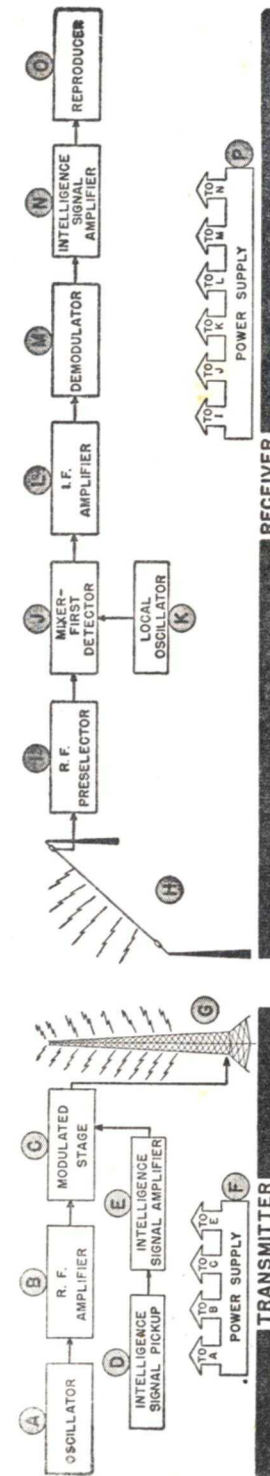 A
OSCILLATOR
B
R. F.
AMPLIFIER
C
MODULATED
STAGE
D
INTELLIGENCE
SIGNAL PICKUP
E
INTELLIGENCE
SIGNAL AMPLIFIER
TO
A
TO
B
TO
C
TO
E
POWER SUPPLY
F
TRANSMITTER
G
H
I
R. F.
PRESELECTOR
J
MIXER-
FIRST
DETECTOR
K
LOCAL
OSCILLATOR
L
I. F.
AMPLIFIER
M
DEMODULATOR
N
INTELLIGENCE
SIGNAL
AMPLIFIER
O
REPRODUCER
TO
I
TO
J
TO
K
TO
L
TO
M
TO
N
POWER SUPPLY
P
RECEIVER